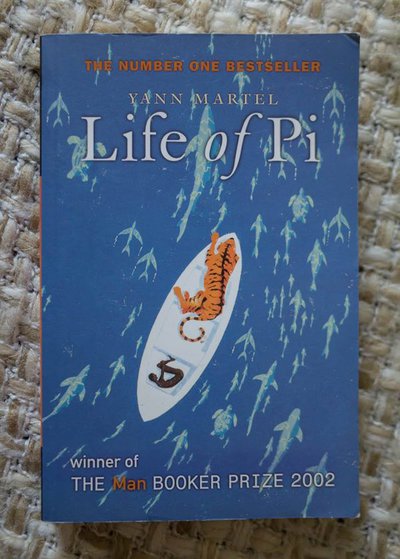 THE NUMBER ONE BESTSELLER
YANN MARTEL
Life of Pi
winner of
THE Man BOOKER PRIZE 2002